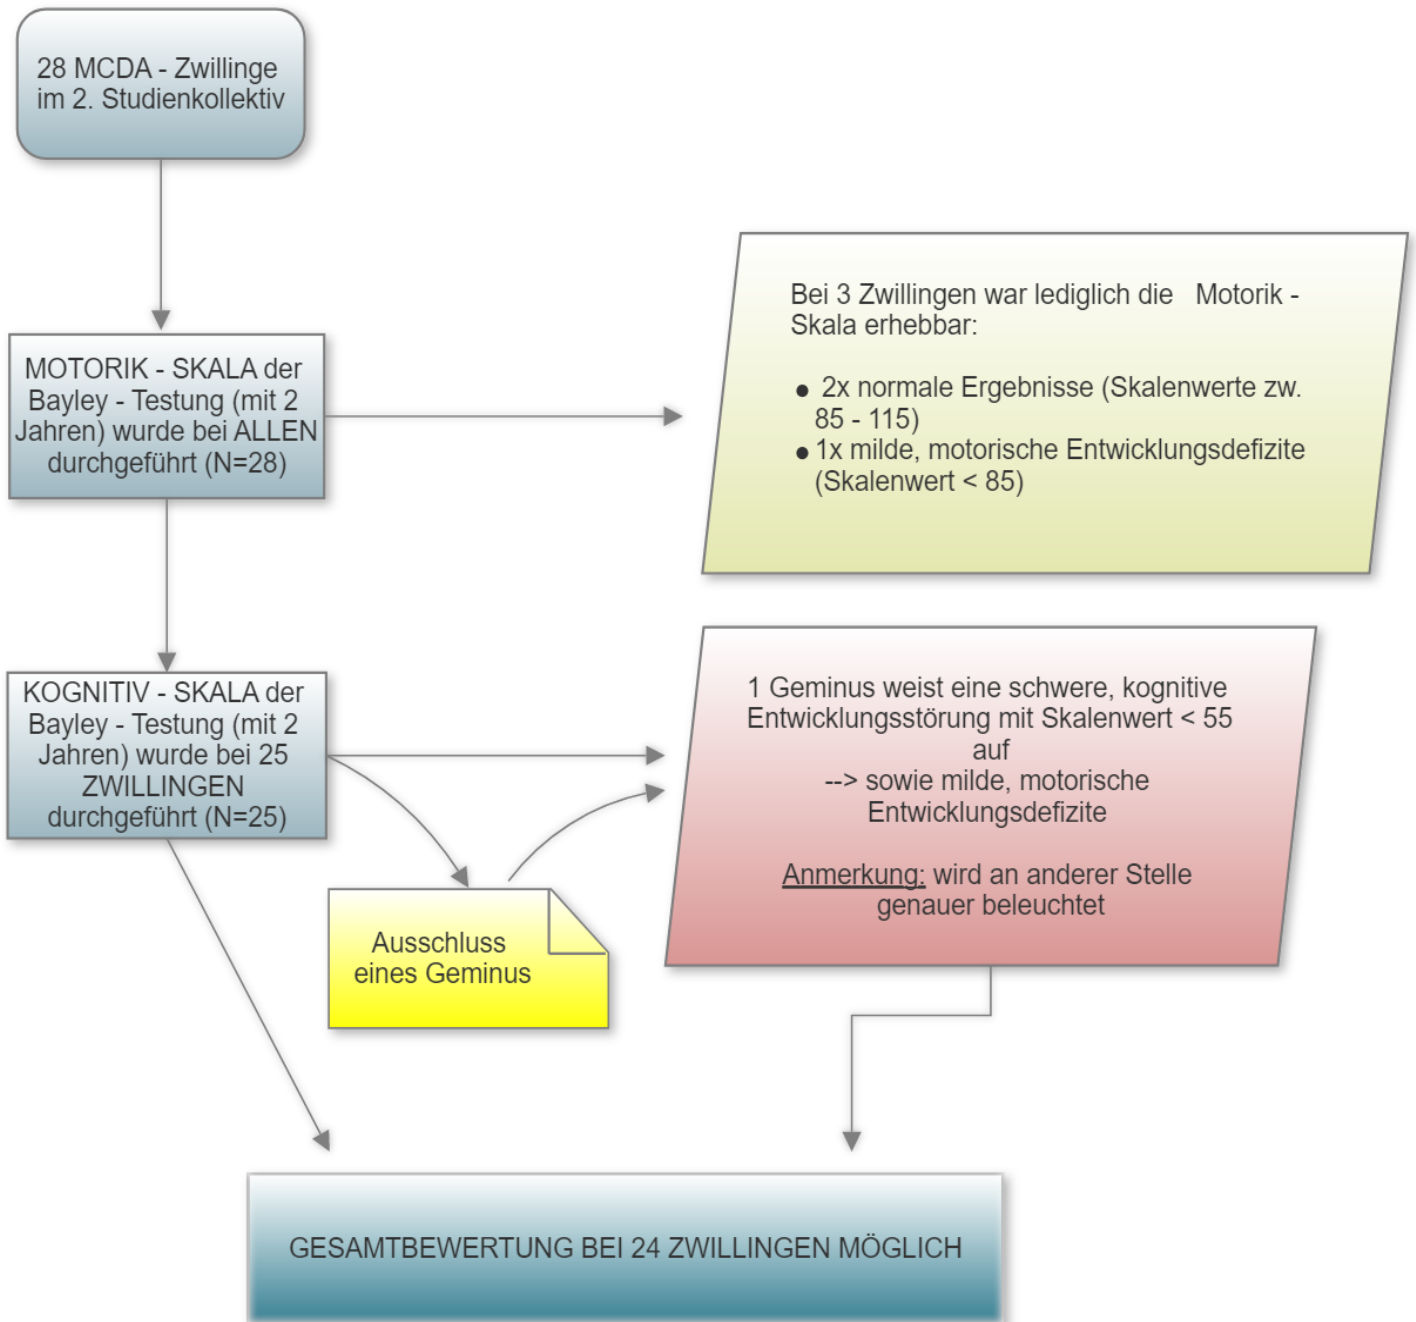 28 MCDA - Zwillinge
im 2. Studienkollektiv
Bei 3 Zwillingen war lediglich die Motorik -
Skala erhebbar:
● 2x normale Ergebnisse (Skalenwerte zw.
85 - 115)
● 1x milde, motorische Entwicklungsdefizite
(Skalenwert < 85)
MOTORIK - SKALA der
Bayley - Testung (mit 2
Jahren) wurde bei ALLEN
durchgeführt (N=28)
KOGNITIV - SKALA der
Bayley - Testung (mit 2
Jahren) wurde bei 25
ZWILLINGEN
durchgeführt (N=25)
1 Geminus weist eine schwere, kognitive
Entwicklungsstörung mit Skalenwert < 55
auf
--> sowie milde, motorische
Entwicklungsdefizite
Anmerkung: wird an anderer Stelle
genauer beleuchtet
Ausschluss
eines Geminus
GESAMTBEWERTUNG BEI 24 ZWILLINGEN MÖGLICH